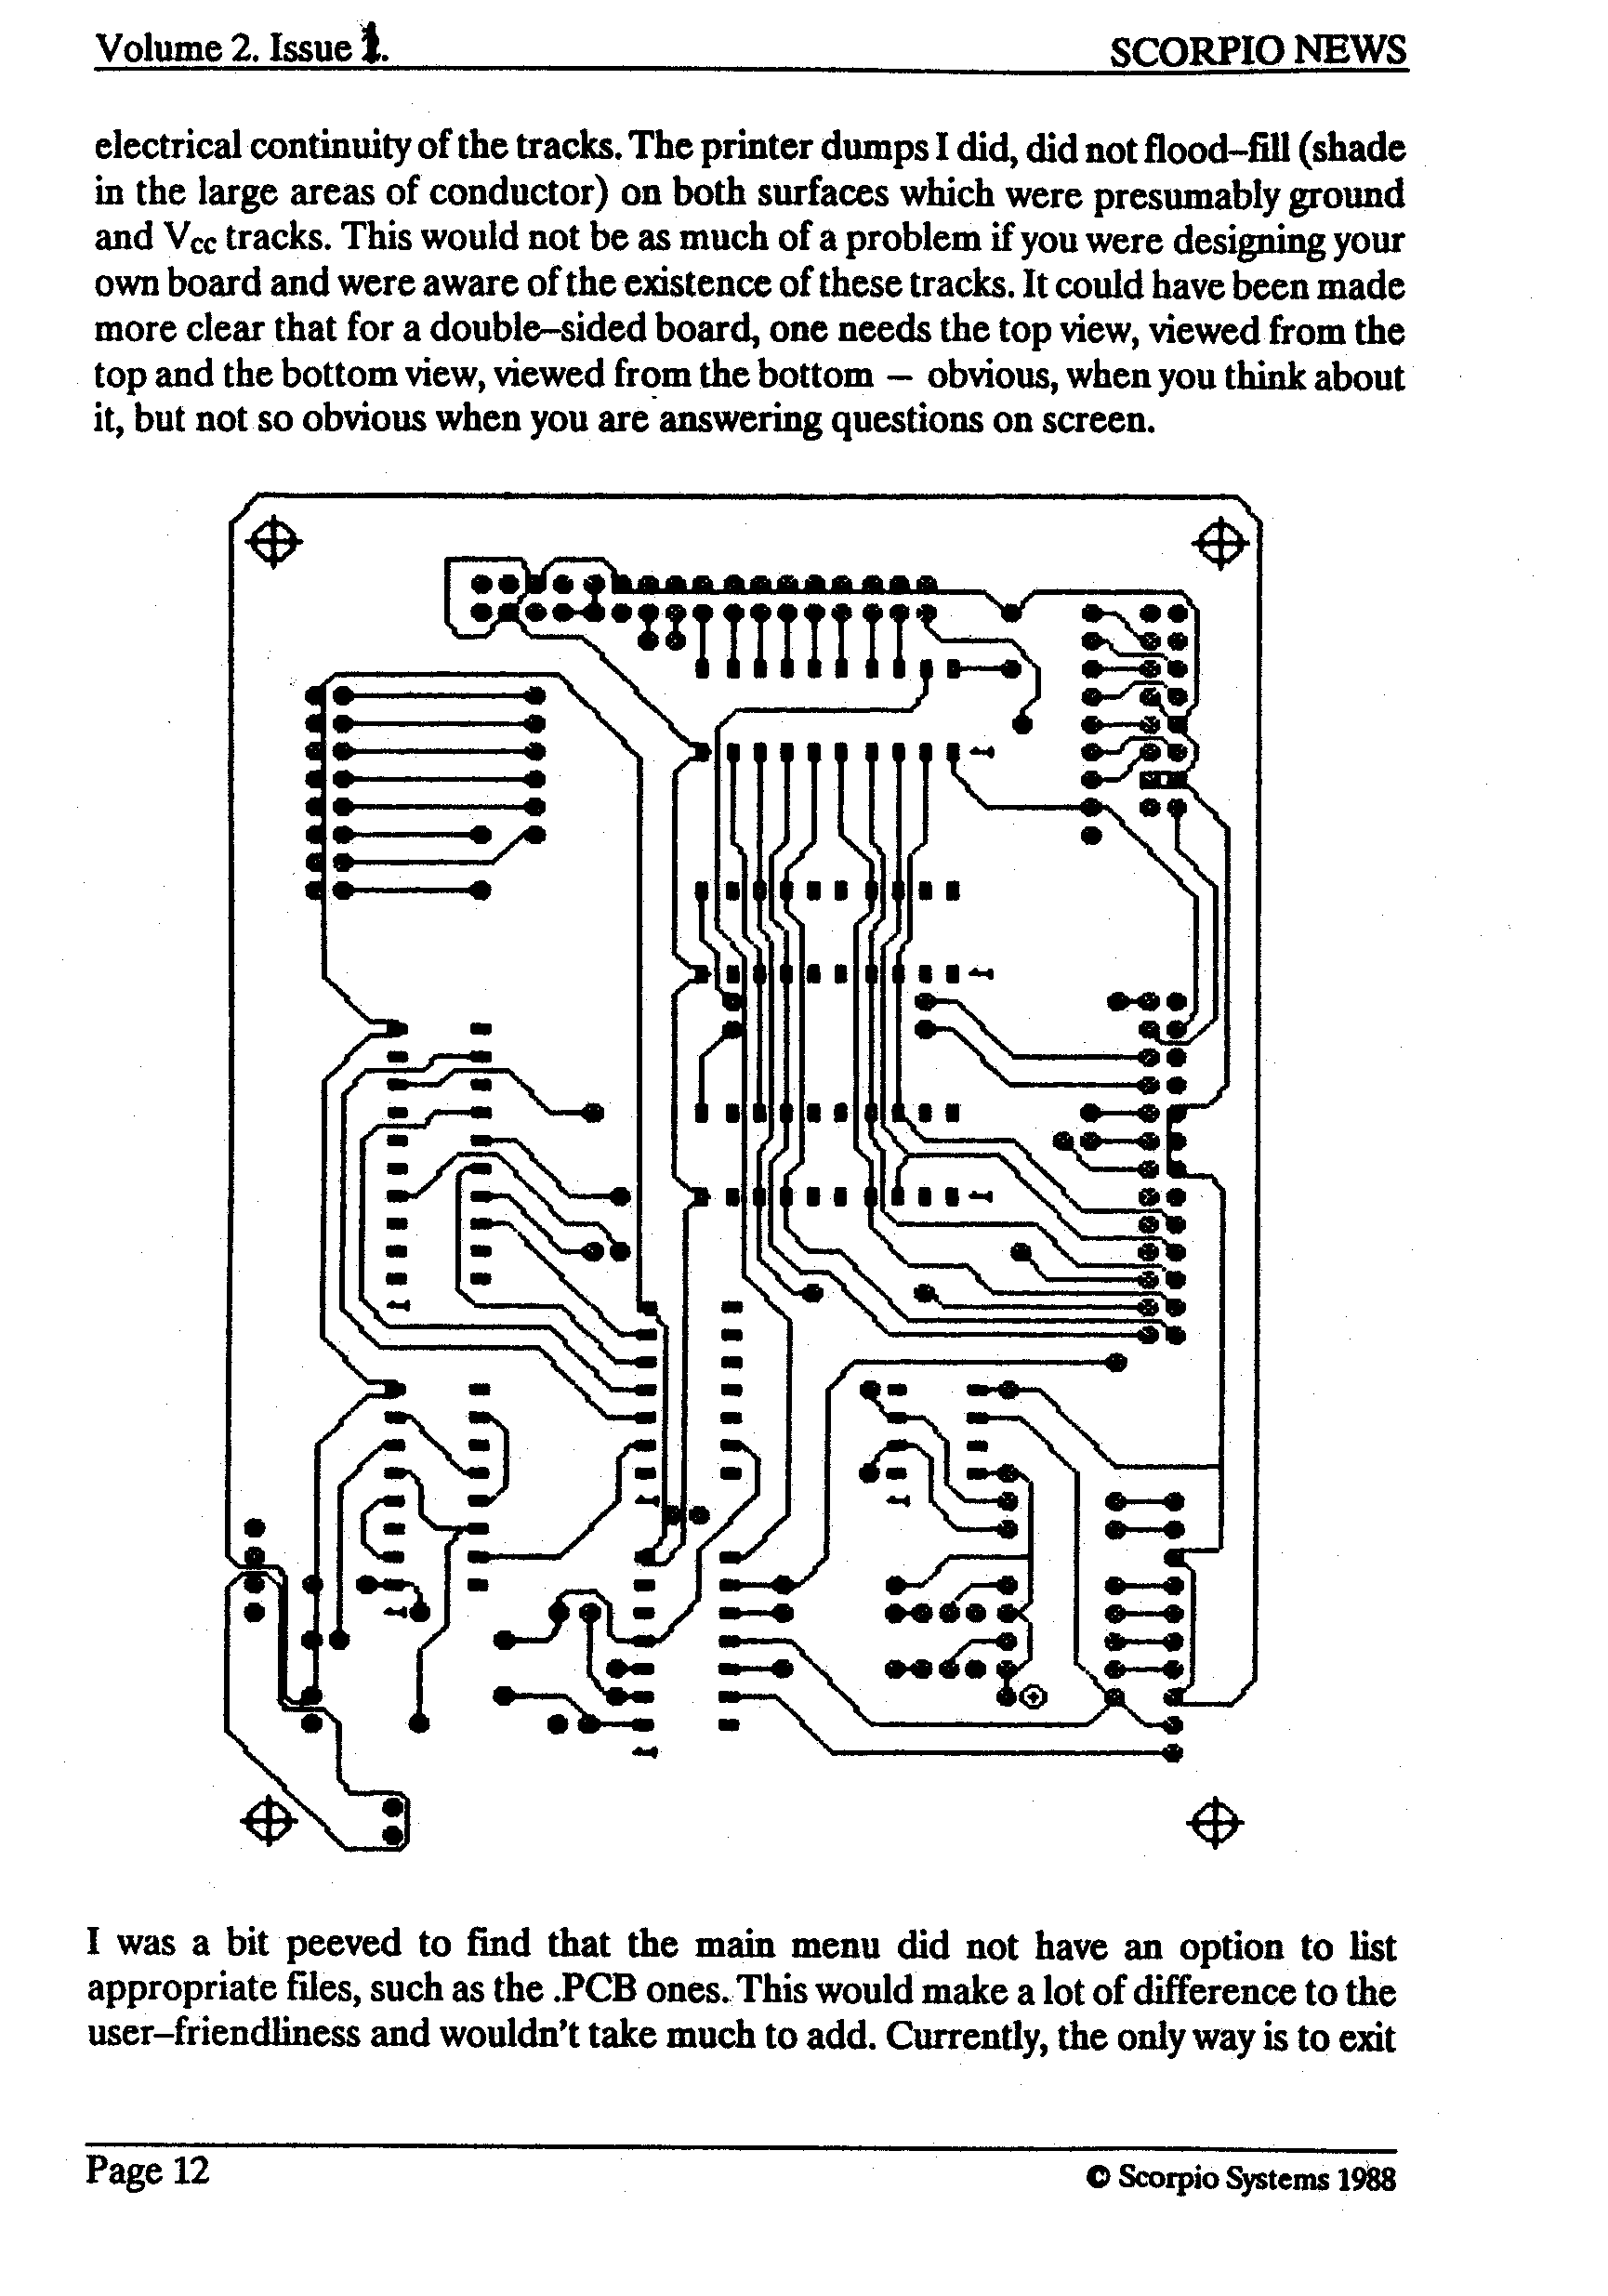 Volume 2. Issue 1.
SCORPIO NEWS
electrical continuity of the tracks. The printer dumps I did, did not flood–fill (shade
in the large areas of conductor) on both surfaces which were presumably ground
and Vcc tracks. This would not be as much of a problem if you were designing your
own board and were aware of the existence of these tracks. It could have been made
more clear that for a double–sided board, one needs the top view, viewed from the
top and the bottom view, viewed from the bottom – obvious, when you think about
it, but not so obvious when you are answering questions on screen.
I was a bit peeved to find that the main menu did not have an option to list
appropriate files, such as the .PCB ones. This would make a lot of difference to the
user–friendliness and wouldn't take much to add. Currently, the only way is to exit
Page 12
© Scorpio Systems 1988